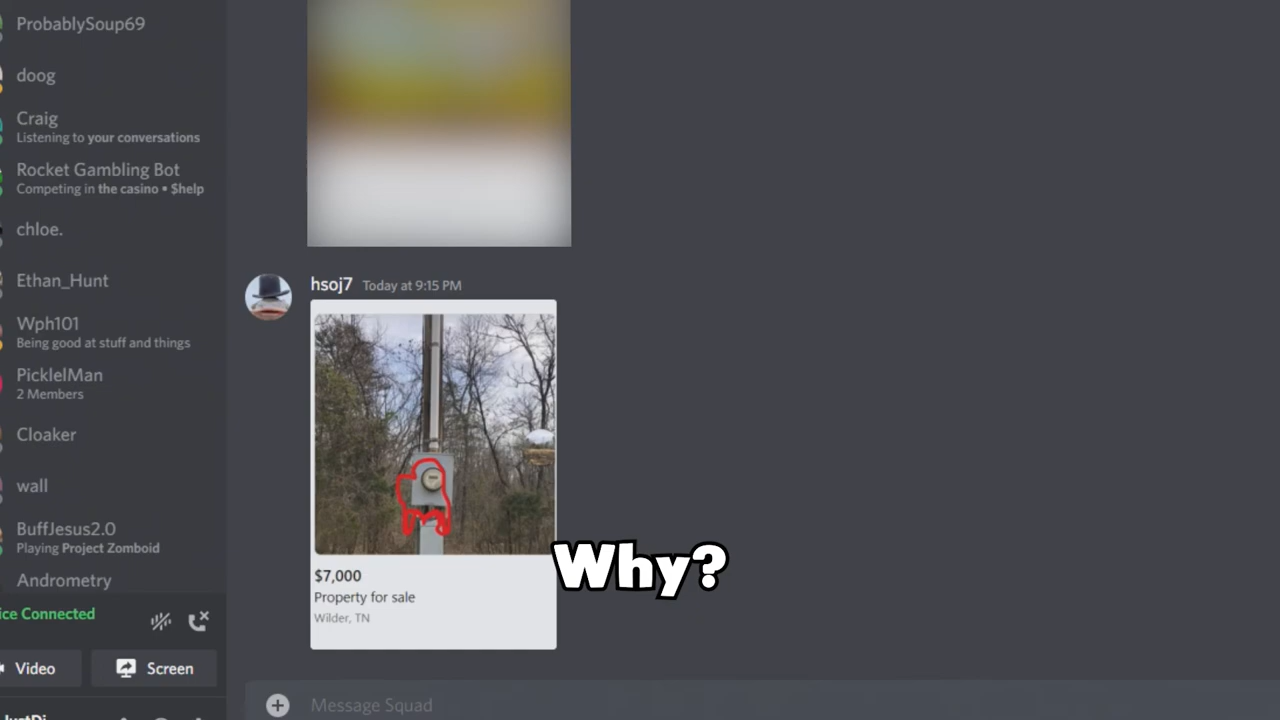 ProbablySoup69
doog
Craig
Listening to your conversations
Rocket Gambling Bot
Competing in the casino • $help
chloe.
Ethan_Hunt
Wph101
Being good at stuff and things
PicklelMan
2 Members
Cloaker
wall
BuffJesus2.0
Playing Project Zomboid
Andrometry
ice Connected
Video
Screen
hsoj7 Today at 9:15 PM
$7,000
Property for sale
Wilder, TN
Why?
Message Squad